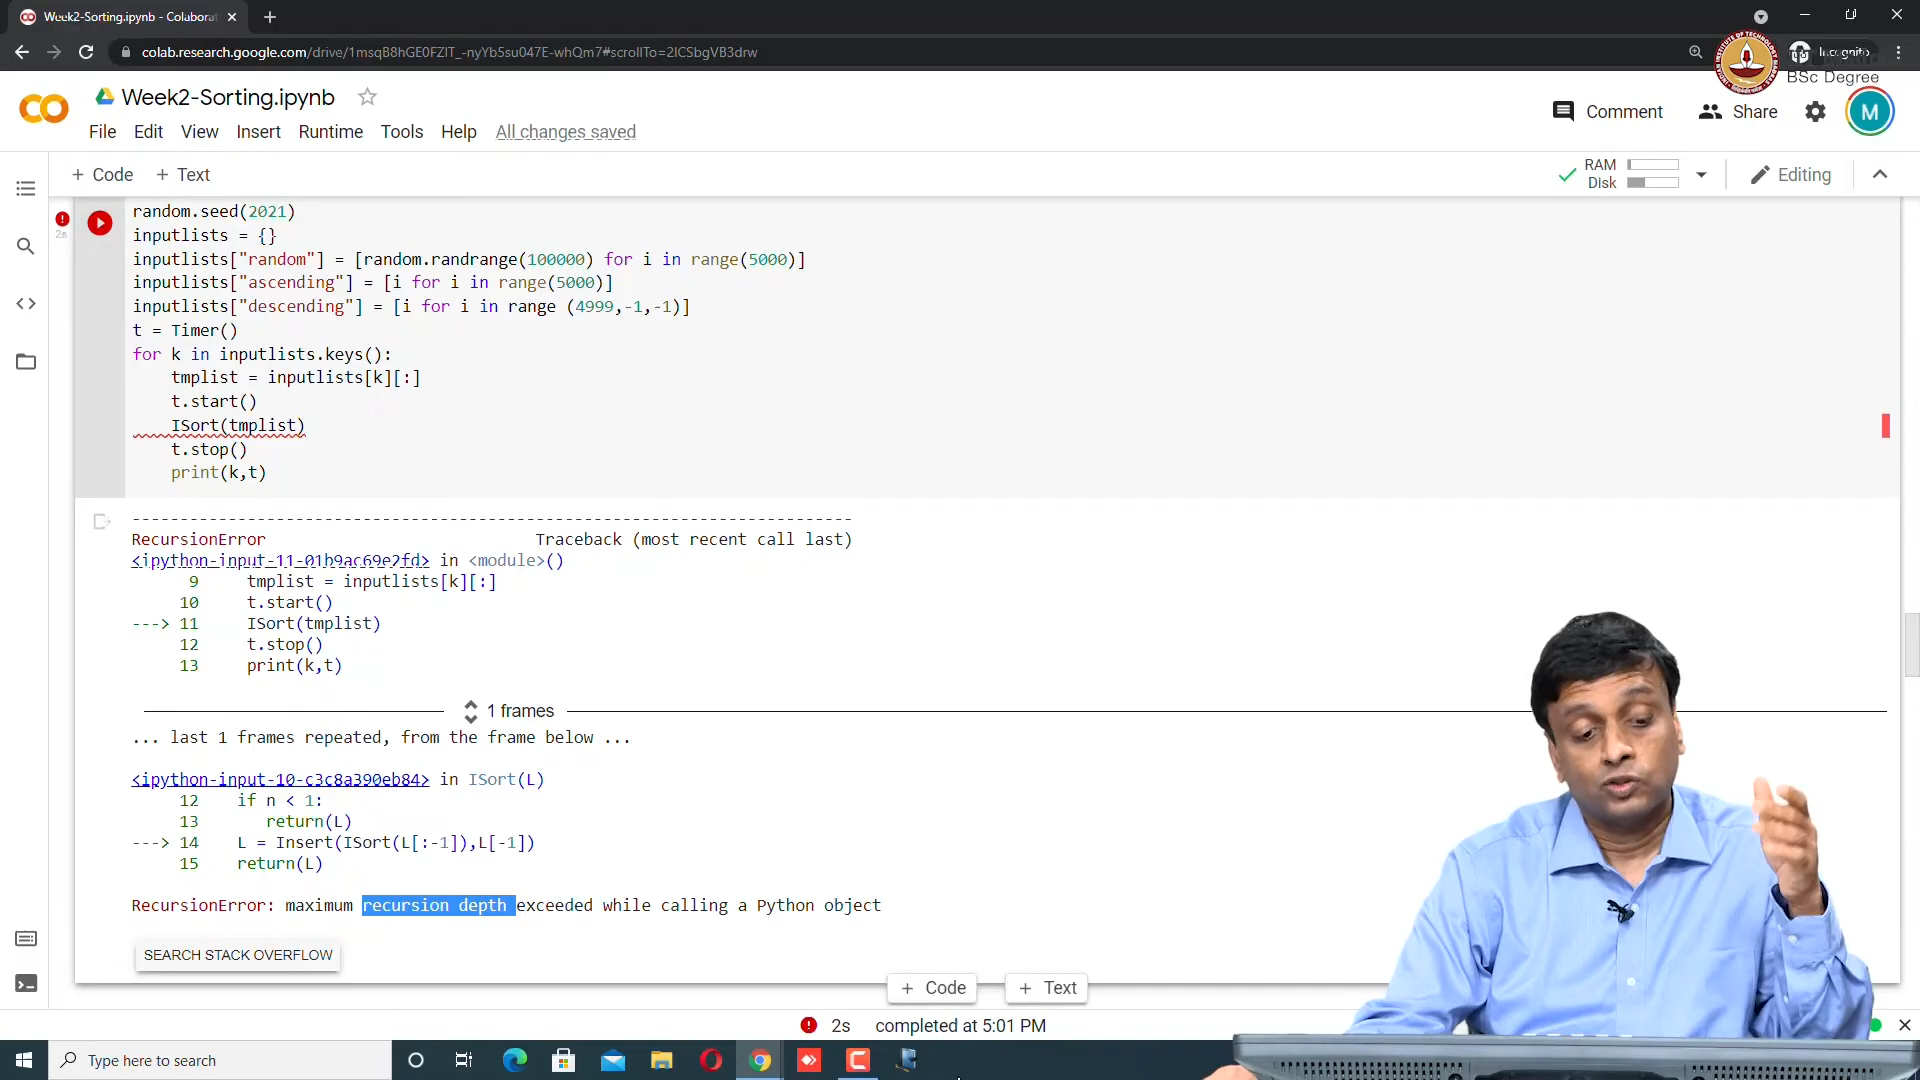 Week2-Sorting.ipynb - Colaborat
colab.research.google.com/drive/1msqB8hGE0FZIT_-nyYb5su047E-whQm7#scrollTo=2ICSbgVB3drw
Incognito
BSc Degree
Week2-Sorting.ipynb
File Edit View Insert Runtime Tools Help All changes saved
Comment Share M
+ Code + Text
RAM
Disk
Editing
2s
random.seed(2021)
inputlists = {}
inputlists["random"] = [random.randrange(100000) for i in range(5000)]
inputlists["ascending"] = [i for i in range(5000)]
inputlists["descending"] = [i for i in range (4999,-1,-1)]
t = Timer()
for k in inputlists.keys():
    tmplist = inputlists[k][:]
    t.start()
    ISort(tmplist)
    t.stop()
    print(k,t)
---------------------------------------------------------------------------
RecursionError                            Traceback (most recent call last)
<ipython-input-11-01b9ac69e2fd> in <module>()
      9     tmplist = inputlists[k][:]
     10     t.start()
---> 11     ISort(tmplist)
     12     t.stop()
     13     print(k,t)
1 frames
... last 1 frames repeated, from the frame below ...
<ipython-input-10-c3c8a390eb84> in ISort(L)
     12    if n < 1:
     13       return(L)
---> 14    L = Insert(ISort(L[:-1]),L[-1])
     15    return(L)
RecursionError: maximum recursion depth exceeded while calling a Python object
SEARCH STACK OVERFLOW
+ Code + Text
2s completed at 5:01 PM
Type here to search